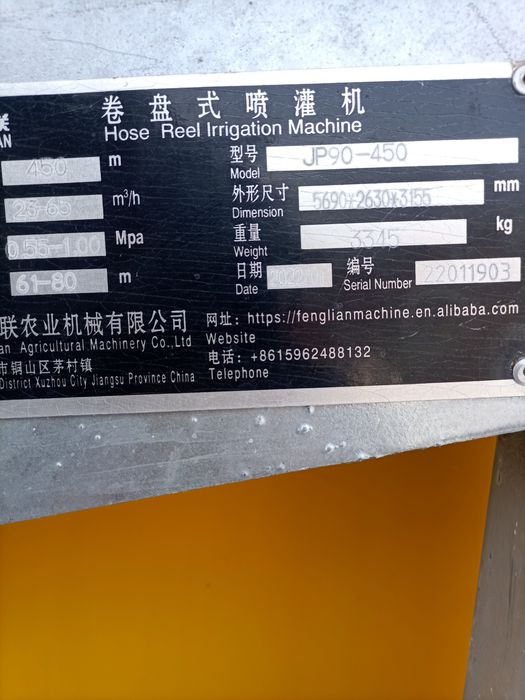 卷盘式喷灌机
AN Hose Reel Irrigation Machine
450 m 型号 Model JP90-450
m³/h 外形尺寸 Dimension 5690×2630×3155 mm
0.55-1.00 Mpa 重量 Weight 3345 kg
61-80 m 日期 Date 编号 Serial Number 22011903
联农业机械有限公司 网址: https://fenglianmachine.en.alibaba.com
an Agricultural Machinery Co.,Ltd Website
市铜山区茅村镇 电话: +8615962488132
District Xuzhou City Jiangsu Province China Telephone